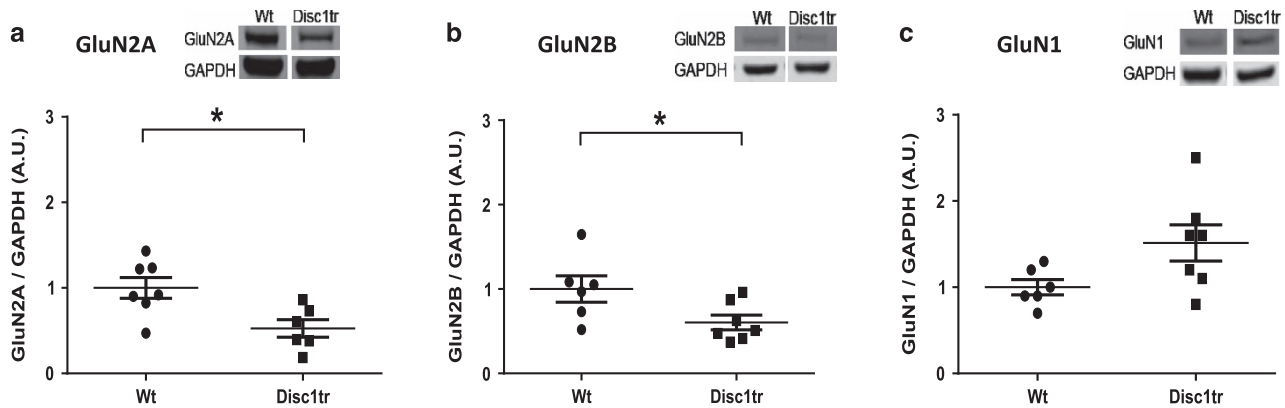 a
GluN2A
Wt Disc1tr
GluN2A
GAPDH
*
GluN2A / GAPDH (A.U.)
3
2
1
0
Wt Disc1tr
b
GluN2B
Wt Disc1tr
GluN2B
GAPDH
*
GluN2B / GAPDH (A.U.)
3
2
1
0
Wt Disc1tr
c
GluN1
Wt Disc1tr
GluN1
GAPDH
GluN1 / GAPDH (A.U.)
3
2
1
0
Wt Disc1tr